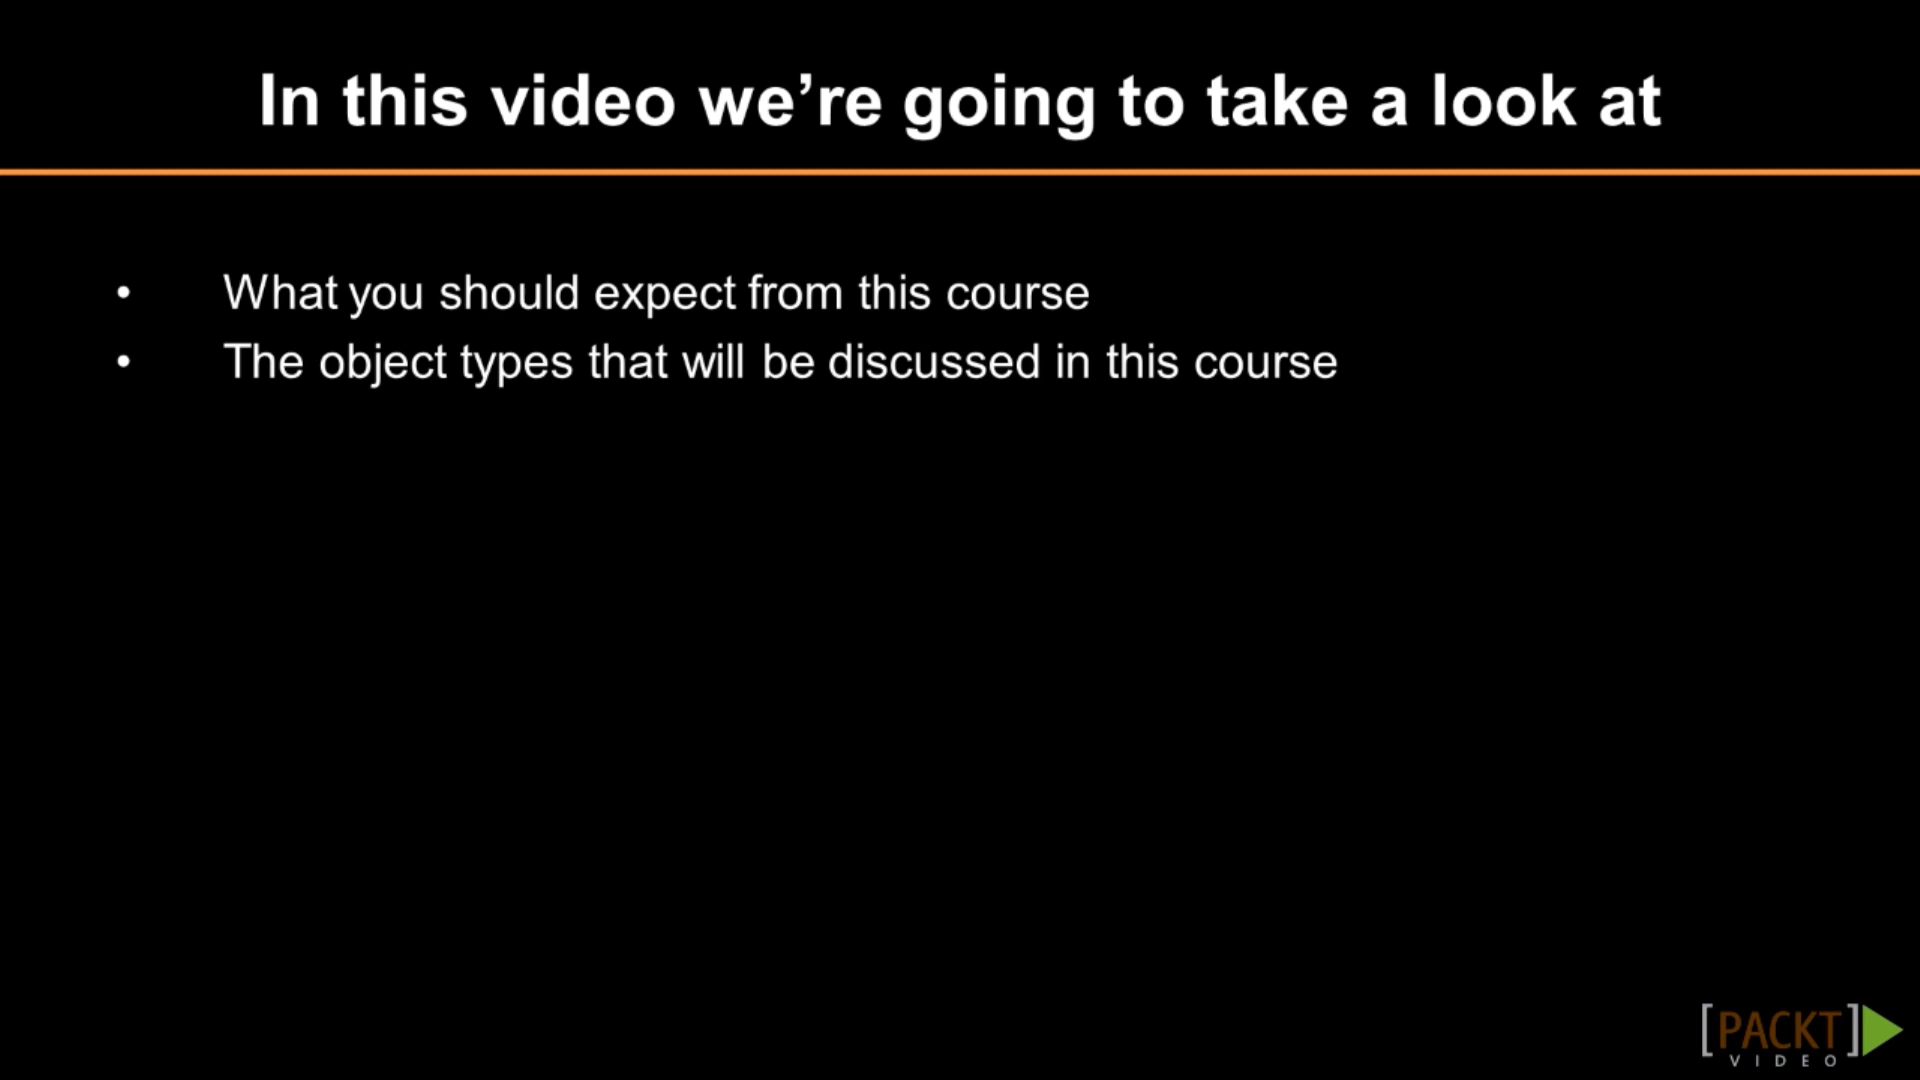 In this video we’re going to take a look at
• What you should expect from this course
• The object types that will be discussed in this course
[PACKT]
VIDEO